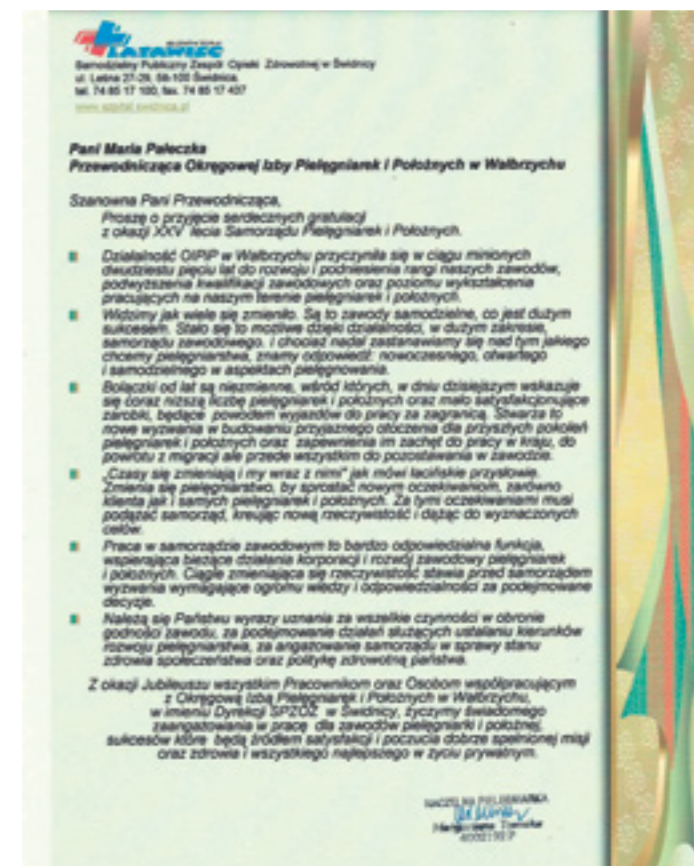 LATAWIEC
Samodzielny Publiczny Zespół Opieki Zdrowotnej w Świdnicy
ul. Leśna 27-29, 58-100 Świdnica,
tel. 74 85 17 100, fax. 74 85 17 437
www.szpital.swidnica.pl
Pani Maria Pałeczka
Przewodnicząca Okręgowej Izby Pielęgniarek i Położnych w Wałbrzychu
Szanowna Pani Przewodnicząca,
Proszę o przyjęcie serdecznych gratulacji
z okazji XXV lecia Samorządu Pielęgniarek i Położnych.
Działalność OIPiP w Wałbrzychu przyczyniła się w ciągu minionych
dwudziestu pięciu lat do rozwoju i podniesienia rangi naszych zawodów,
podwyższenia kwalifikacji zawodowych oraz poziomu wykształcenia
pracujących na naszym terenie pielęgniarek i położnych.
Widzimy jak wiele się zmieniło. Są to zawody samodzielne, co jest dużym
sukcesem. Stało się to możliwe dzięki działalności, w dużym zakresie,
samorządu zawodowego. i chociaż nadal zastanawiamy się nad tym jakiego
chcemy pielęgniarstwa, znamy odpowiedź: nowoczesnego, otwartego
i samodzielnego w aspektach pielęgnowania.
Bolączki od lat są niezmienne, wśród których, w dniu dzisiejszym wskazuje
się coraz niższą liczbę pielęgniarek i położnych oraz mało satysfakcjonujące
zarobki, będące powodem wyjazdów do pracy za zagranicą. Stwarza to
nowe wyzwania w budowaniu przyjaznego otoczenia dla przyszłych pokoleń
pielęgniarek i położnych oraz zapewnienia im zachęt do pracy w kraju, do
powrotu z migracji ale przede wszystkim do pozostawania w zawodzie.
„Czasy się zmieniają i my wraz z nimi” jak mówi łacińskie przysłowie.
Zmienia się pielęgniarstwo, by sprostać nowym oczekiwaniom, zarówno
klienta jak i samych pielęgniarek i położnych. Za tymi oczekiwaniami musi
podążać samorząd, kreując nową rzeczywistość i dążąc do wyznaczonych
celów.
Praca w samorządzie zawodowym to bardzo odpowiedzialna funkcja,
wspierająca bieżące działania korporacji i rozwój zawodowy pielęgniarek
i położnych. Ciągle zmieniająca się rzeczywistość stawia przed samorządem
wyzwania wymagające ogromu wiedzy i odpowiedzialności za podejmowane
decyzje.
Należą się Państwu wyrazy uznania za wszelkie czynności w obronie
godności zawodu, za podejmowanie działań służących ustalaniu kierunków
rozwoju pielęgniarstwa, za angażowanie samorządu w sprawy stanu
zdrowia społeczeństwa oraz politykę zdrowotną państwa.
Z okazji Jubileuszu wszystkim Pracownikom oraz Osobom współpracującym
z Okręgową Izbą Pielęgniarek i Położnych w Wałbrzychu,
w imieniu Dyrekcji SPZOZ w Świdnicy, życzymy świadomego
zaangażowania w pracę dla zawodów pielęgniarki i położnej,
sukcesów które będą źródłem satysfakcji i poczucia dobrze spełnionej misji
oraz zdrowia i wszystkiego najlepszego w życiu prywatnym.
NACZELNA PIELĘGNIARKA